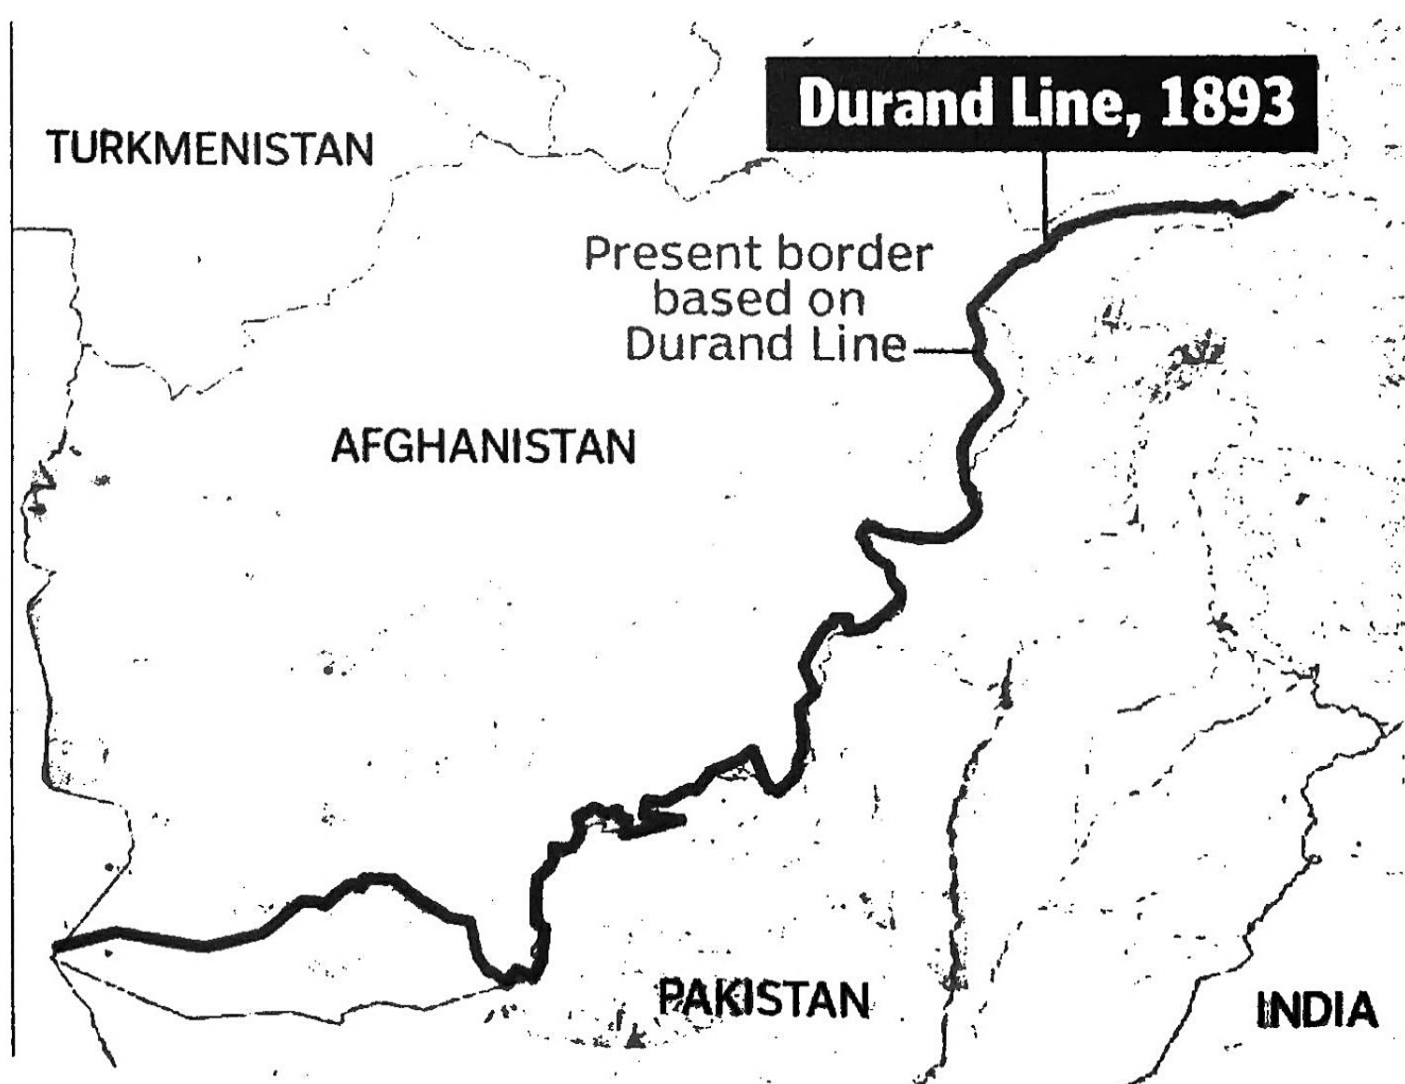 Durand Line, 1893
TURKMENISTAN
Present border
based on
Durand Line
AFGHANISTAN
PAKISTAN
INDIA